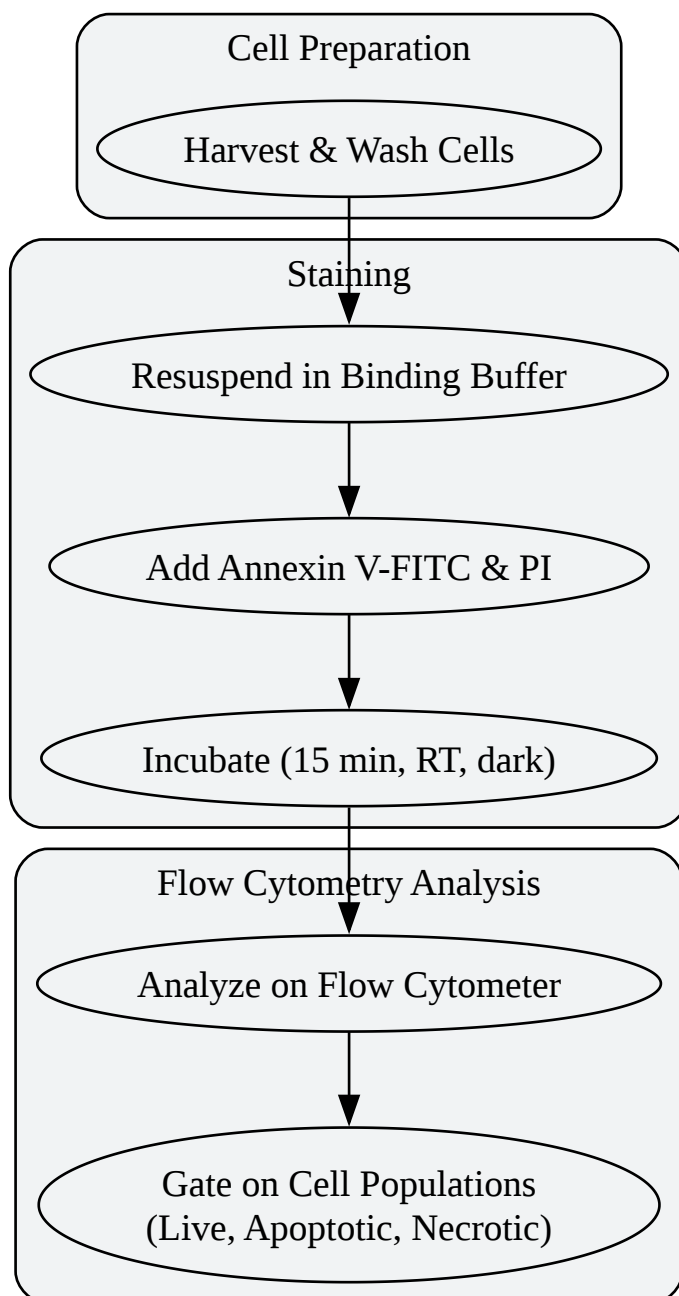 Cell Preparation
Harvest & Wash Cells
Staining
Resuspend in Binding Buffer
Add Annexin V-FITC & PI
Incubate (15 min, RT, dark)
Flow Cytometry Analysis
Analyze on Flow Cytometer
Gate on Cell Populations
(Live, Apoptotic, Necrotic)